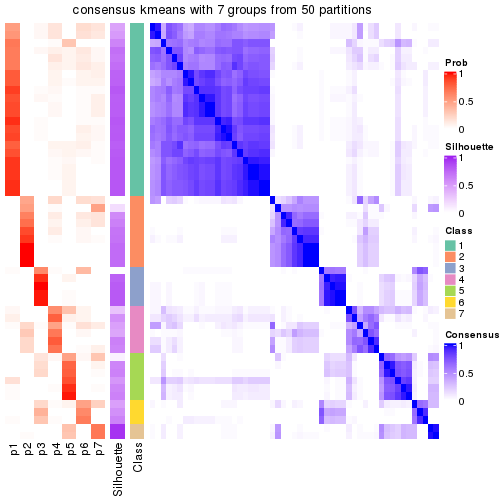 consensus kmeans with 7 groups from 50 partitions
Prob
1
0.5
0
Silhouette
1
0.5
0
Class
1
2
3
4
5
6
7
Consensus
1
0.5
0
p1
p2
p3
p4
p5
p6
p7
Silhouette
Class